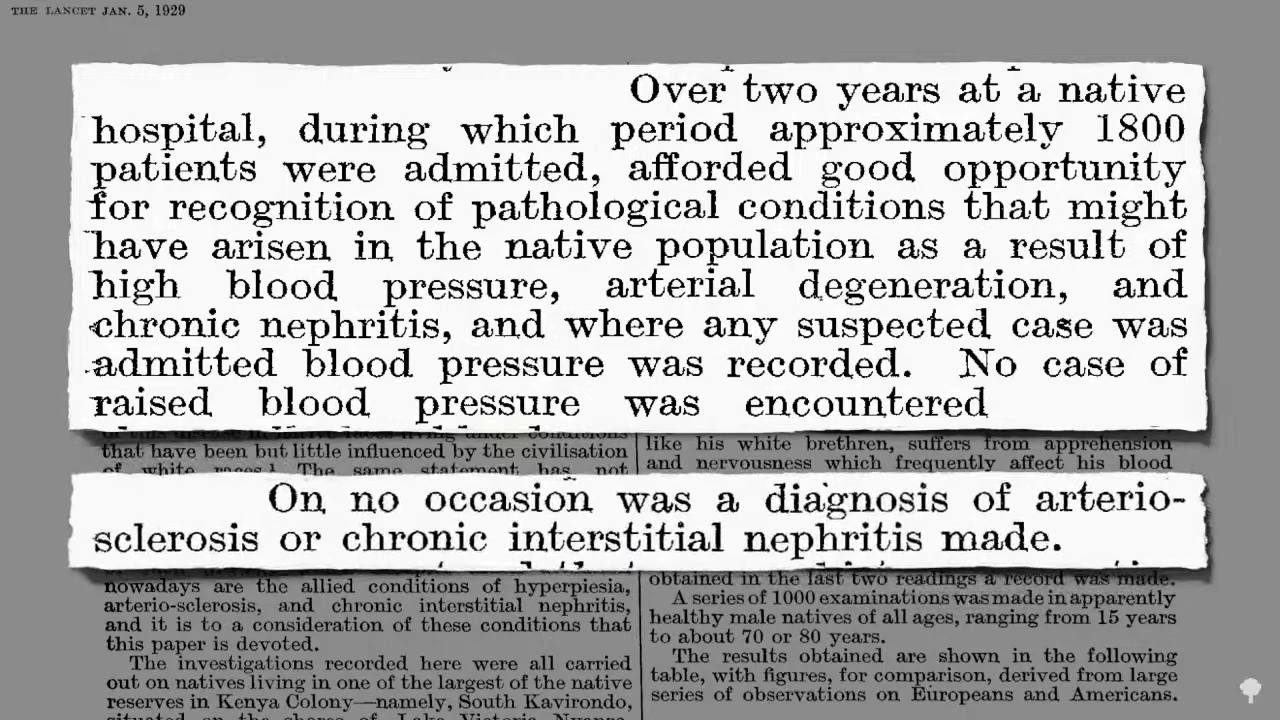 THE LANCET JAN. 5, 1929
Over two years at a native
hospital, during which period approximately 1800
patients were admitted, afforded good opportunity
for recognition of pathological conditions that might
have arisen in the native population as a result of
high blood pressure, arterial degeneration, and
chronic nephritis, and where any suspected case was
admitted blood pressure was recorded. No case of
raised blood pressure was encountered
that have been but little influenced by the civilisation
of white races.¹ The same statement has not
like his white brethren, suffers from apprehension
and nervousness which frequently affect his blood
On no occasion was a diagnosis of arterio-
sclerosis or chronic interstitial nephritis made.
nowadays are the allied conditions of hyperpiesia,
arterio-sclerosis, and chronic interstitial nephritis,
and it is to a consideration of these conditions that
this paper is devoted.
The investigations recorded here were all carried
out on natives living in one of the largest of the native
reserves in Kenya Colony—namely, South Kavirondo,
situated on the shores of Lake Victoria Nyanza.
obtained in the last two readings a record was made.
A series of 1000 examinations was made in apparently
healthy male natives of all ages, ranging from 15 years
to about 70 or 80 years.
The results obtained are shown in the following
table, with figures, for comparison, derived from large
series of observations on Europeans and Americans.